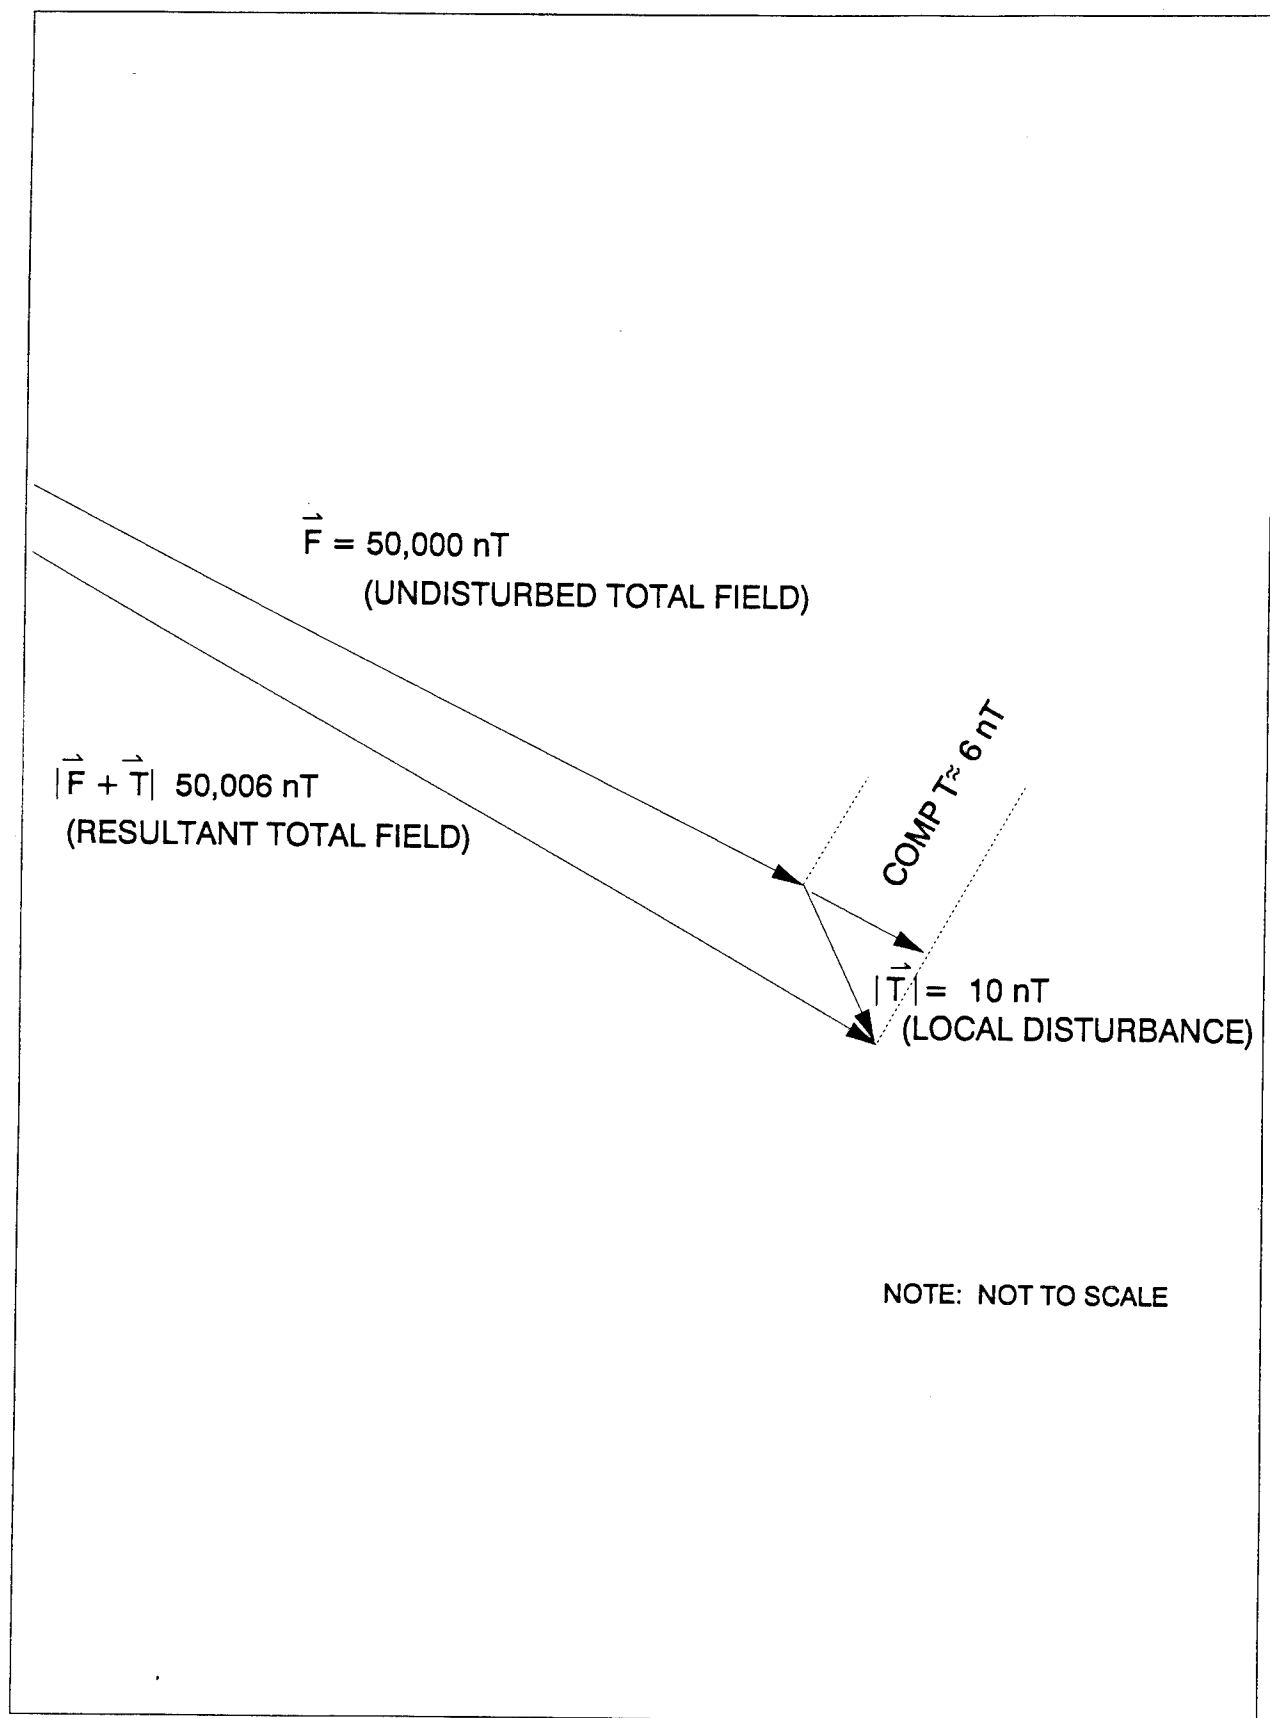 F⃗ = 50,000 nT
(UNDISTURBED TOTAL FIELD)
COMP T ≈ 6 nT
|F⃗ + T⃗| 50,006 nT
(RESULTANT TOTAL FIELD)
|T⃗| = 10 nT
(LOCAL DISTURBANCE)
NOTE: NOT TO SCALE